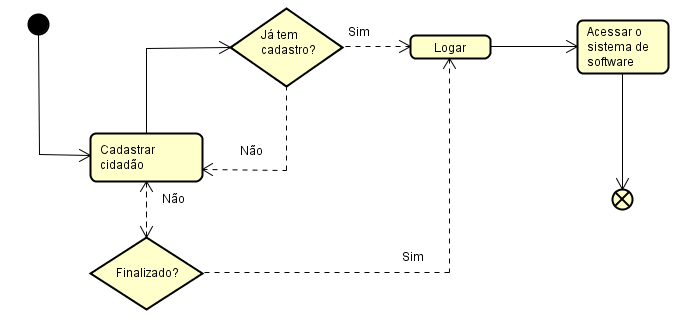 Já tem
cadastro?
Sim
Logar
Acessar o
sistema de
software
Cadastrar
cidadão
Não
Não
Finalizado?
Sim